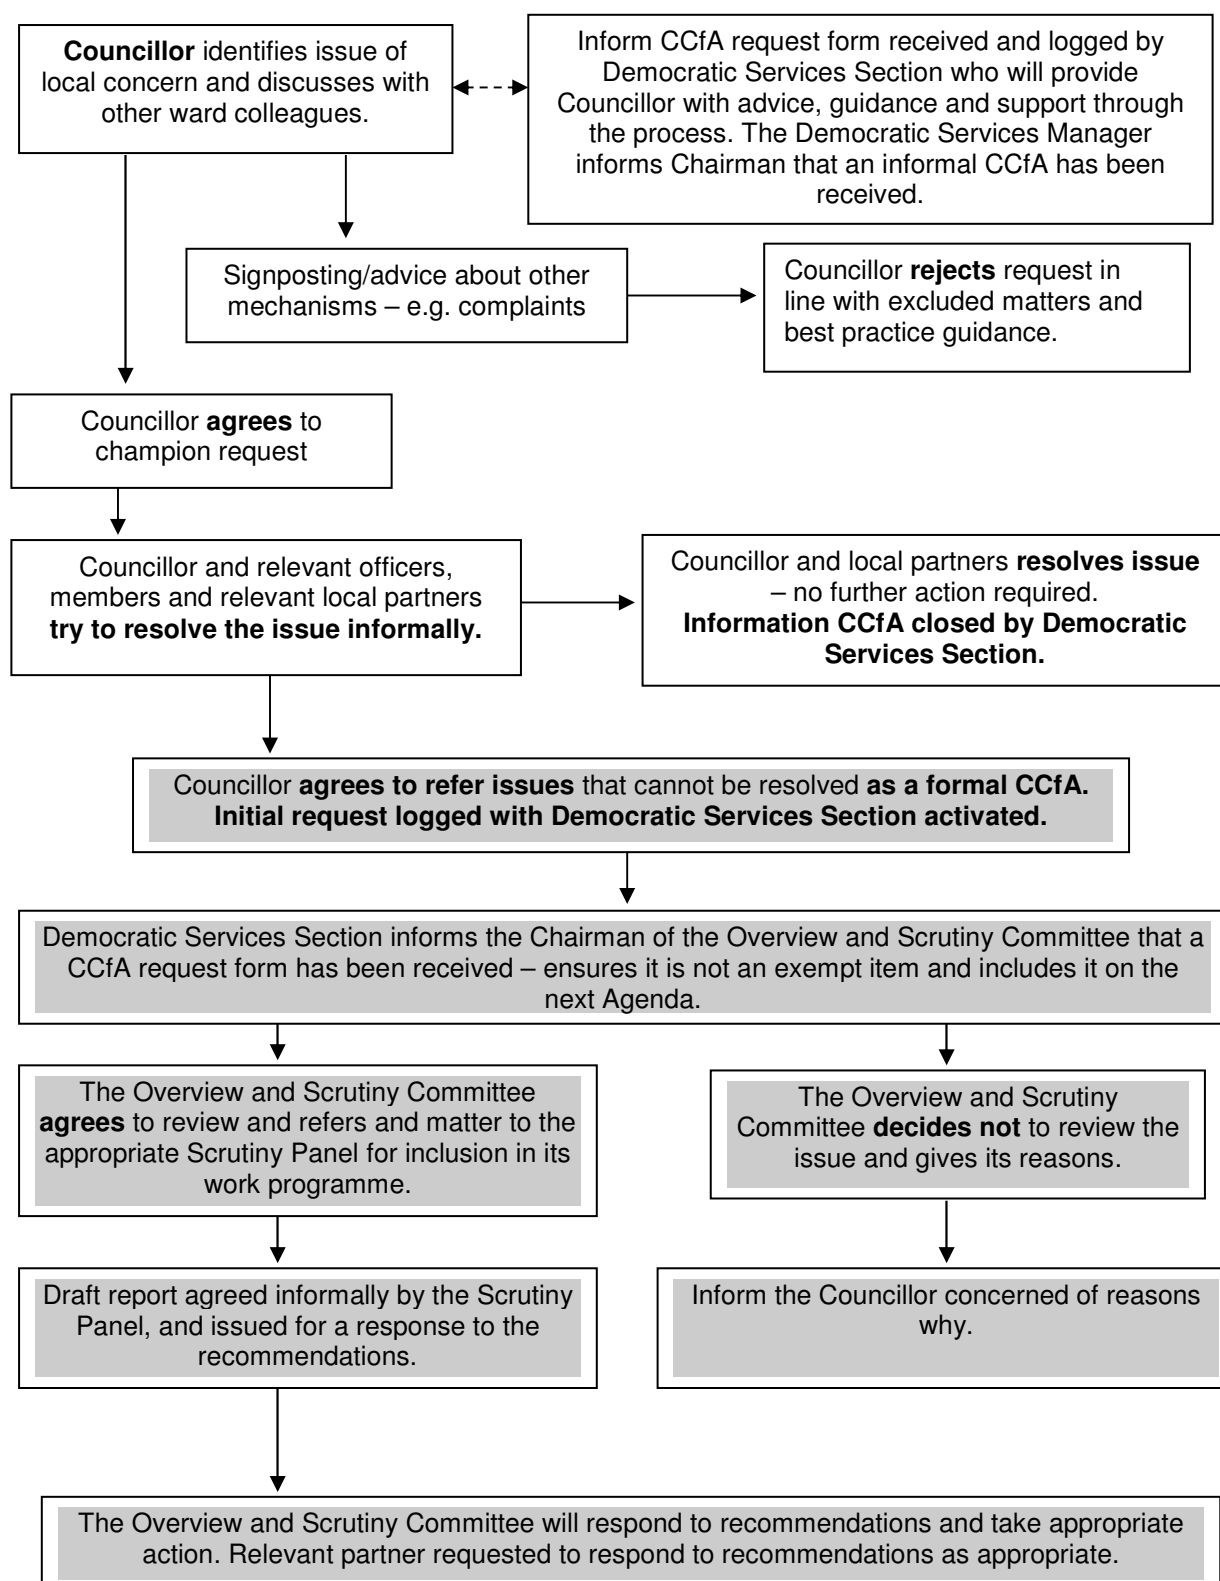 Councillor identifies issue of
local concern and discusses with
other ward colleagues.
Inform CCfA request form received and logged by
Democratic Services Section who will provide
Councillor with advice, guidance and support through
the process. The Democratic Services Manager
informs Chairman that an informal CCfA has been
received.
Signposting/advice about other
mechanisms – e.g. complaints
Councillor rejects request in
line with excluded matters and
best practice guidance.
Councillor agrees to
champion request
Councillor and relevant officers,
members and relevant local partners
try to resolve the issue informally.
Councillor and local partners resolves issue
– no further action required.
Information CCfA closed by Democratic
Services Section.
Councillor agrees to refer issues that cannot be resolved as a formal CCfA.
Initial request logged with Democratic Services Section activated.
Democratic Services Section informs the Chairman of the Overview and Scrutiny Committee that a
CCfA request form has been received – ensures it is not an exempt item and includes it on the
next Agenda.
The Overview and Scrutiny Committee
agrees to review and refers and matter to the
appropriate Scrutiny Panel for inclusion in its
work programme.
The Overview and Scrutiny
Committee decides not to review the
issue and gives its reasons.
Draft report agreed informally by the Scrutiny
Panel, and issued for a response to the
recommendations.
Inform the Councillor concerned of reasons
why.
The Overview and Scrutiny Committee will respond to recommendations and take appropriate
action. Relevant partner requested to respond to recommendations as appropriate.